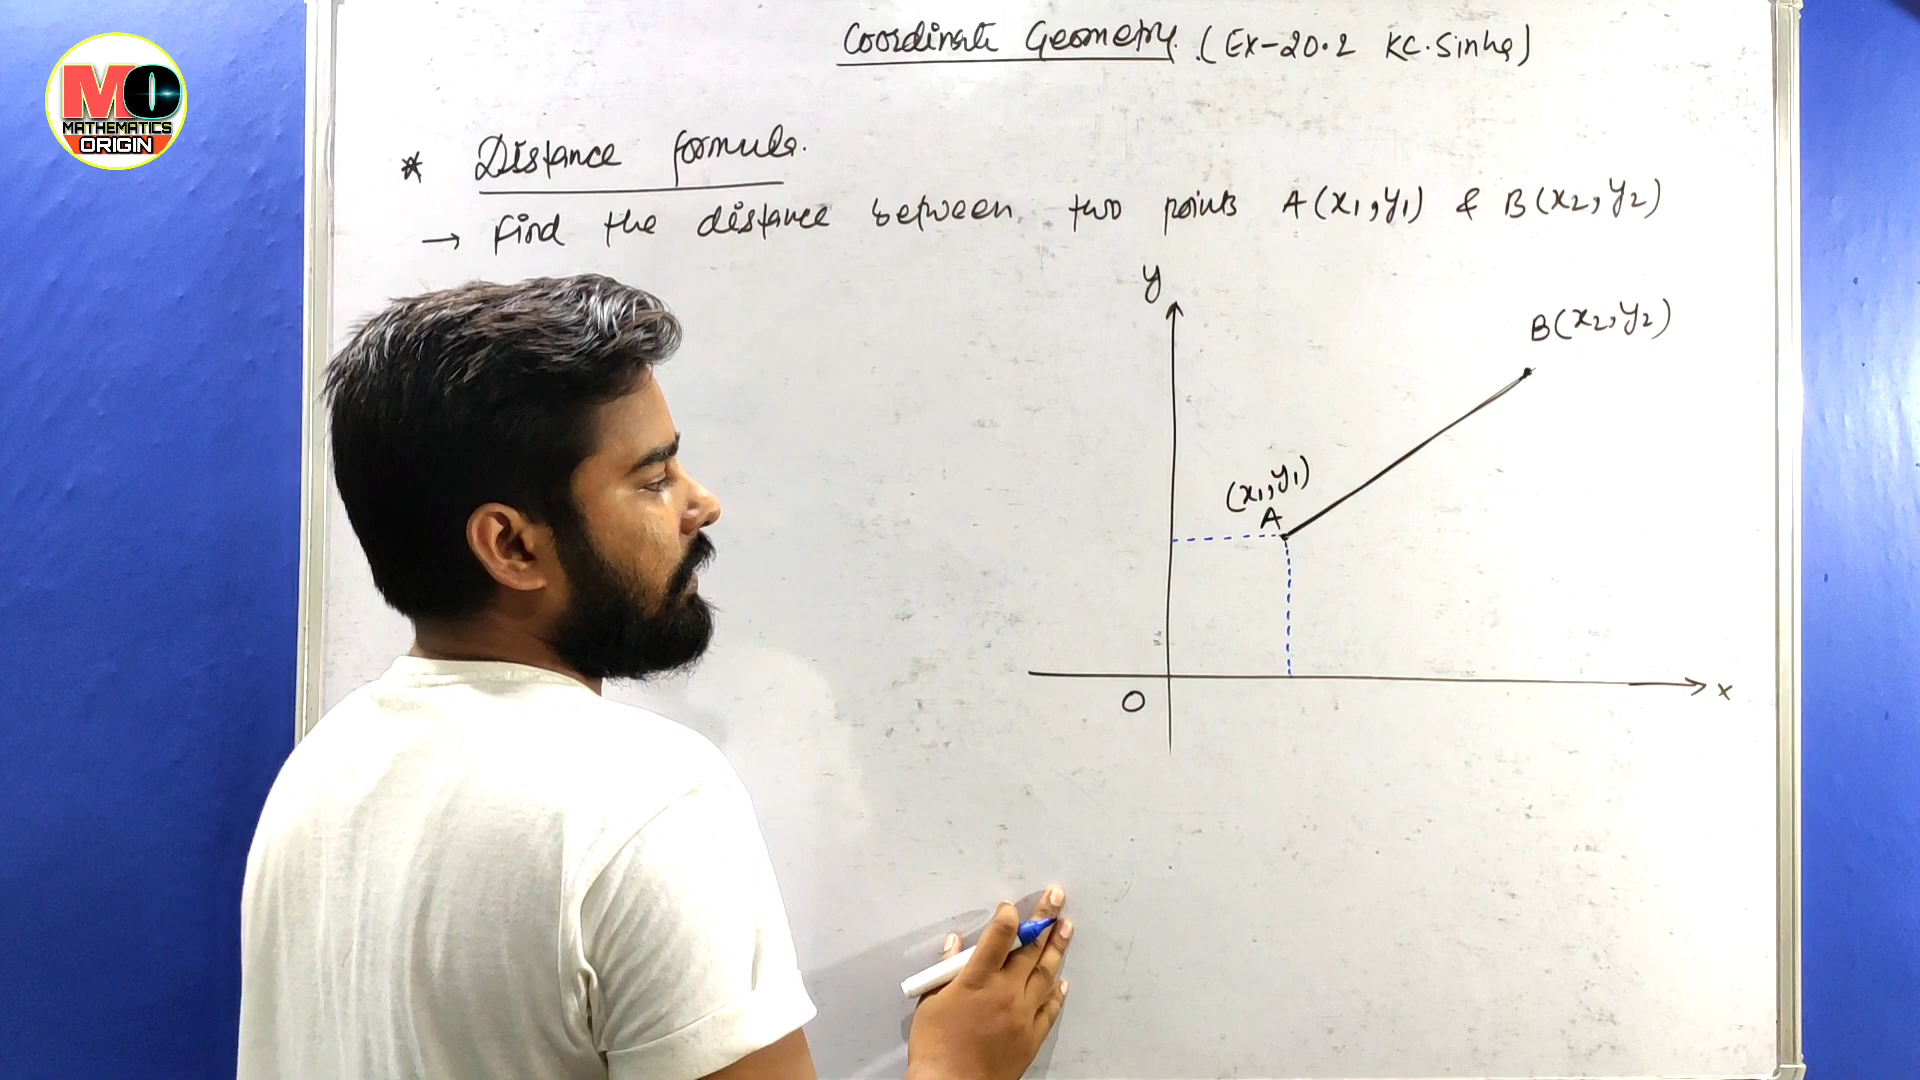 MO
MATHEMATICS
ORIGIN
Coordinate Geometry. (Ex-20.2 KC.Sinha)
* Distance formula.
→ Find the distance between two points A(x₁,y₁) & B(x₂,y₂)
y
B(x₂,y₂)
(x₁,y₁)
A
O
x